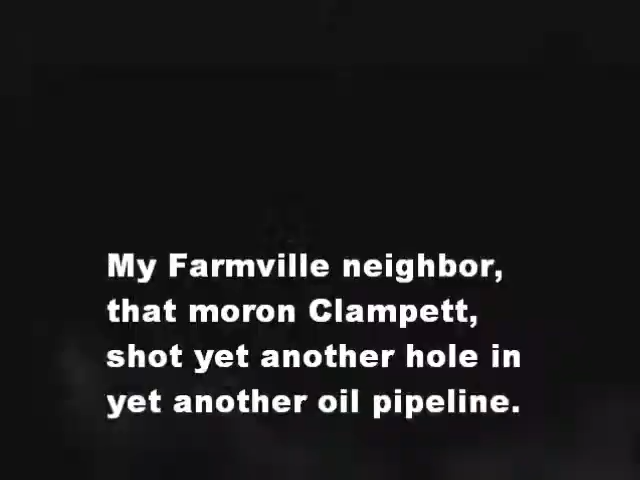 My Farmville neighbor,
that moron Clampett,
shot yet another hole in
yet another oil pipeline.